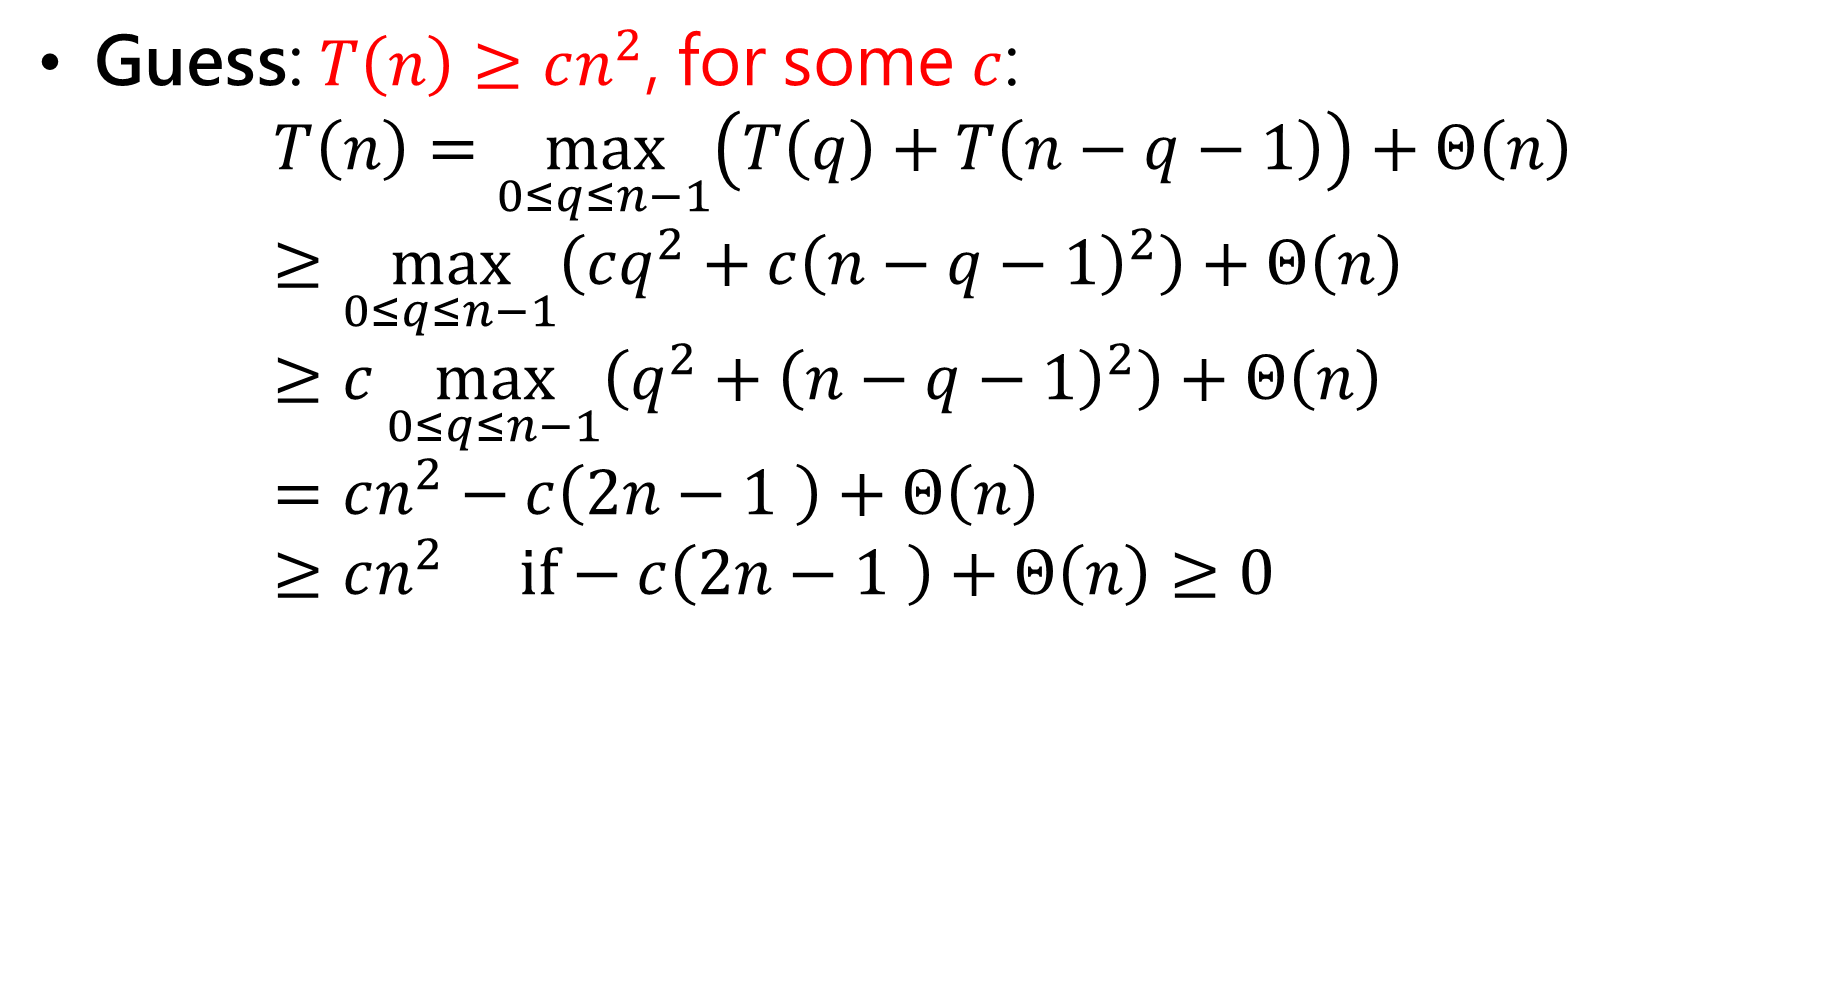 • Guess: T(n) ≥ cn², for some c:
T(n) = max_{0≤q≤n−1} (T(q) + T(n − q − 1)) + Θ(n)
≥ max_{0≤q≤n−1} (cq² + c(n − q − 1)²) + Θ(n)
≥ c max_{0≤q≤n−1} (q² + (n − q − 1)²) + Θ(n)
= cn² − c(2n − 1 ) + Θ(n)
≥ cn² if − c(2n − 1 ) + Θ(n) ≥ 0